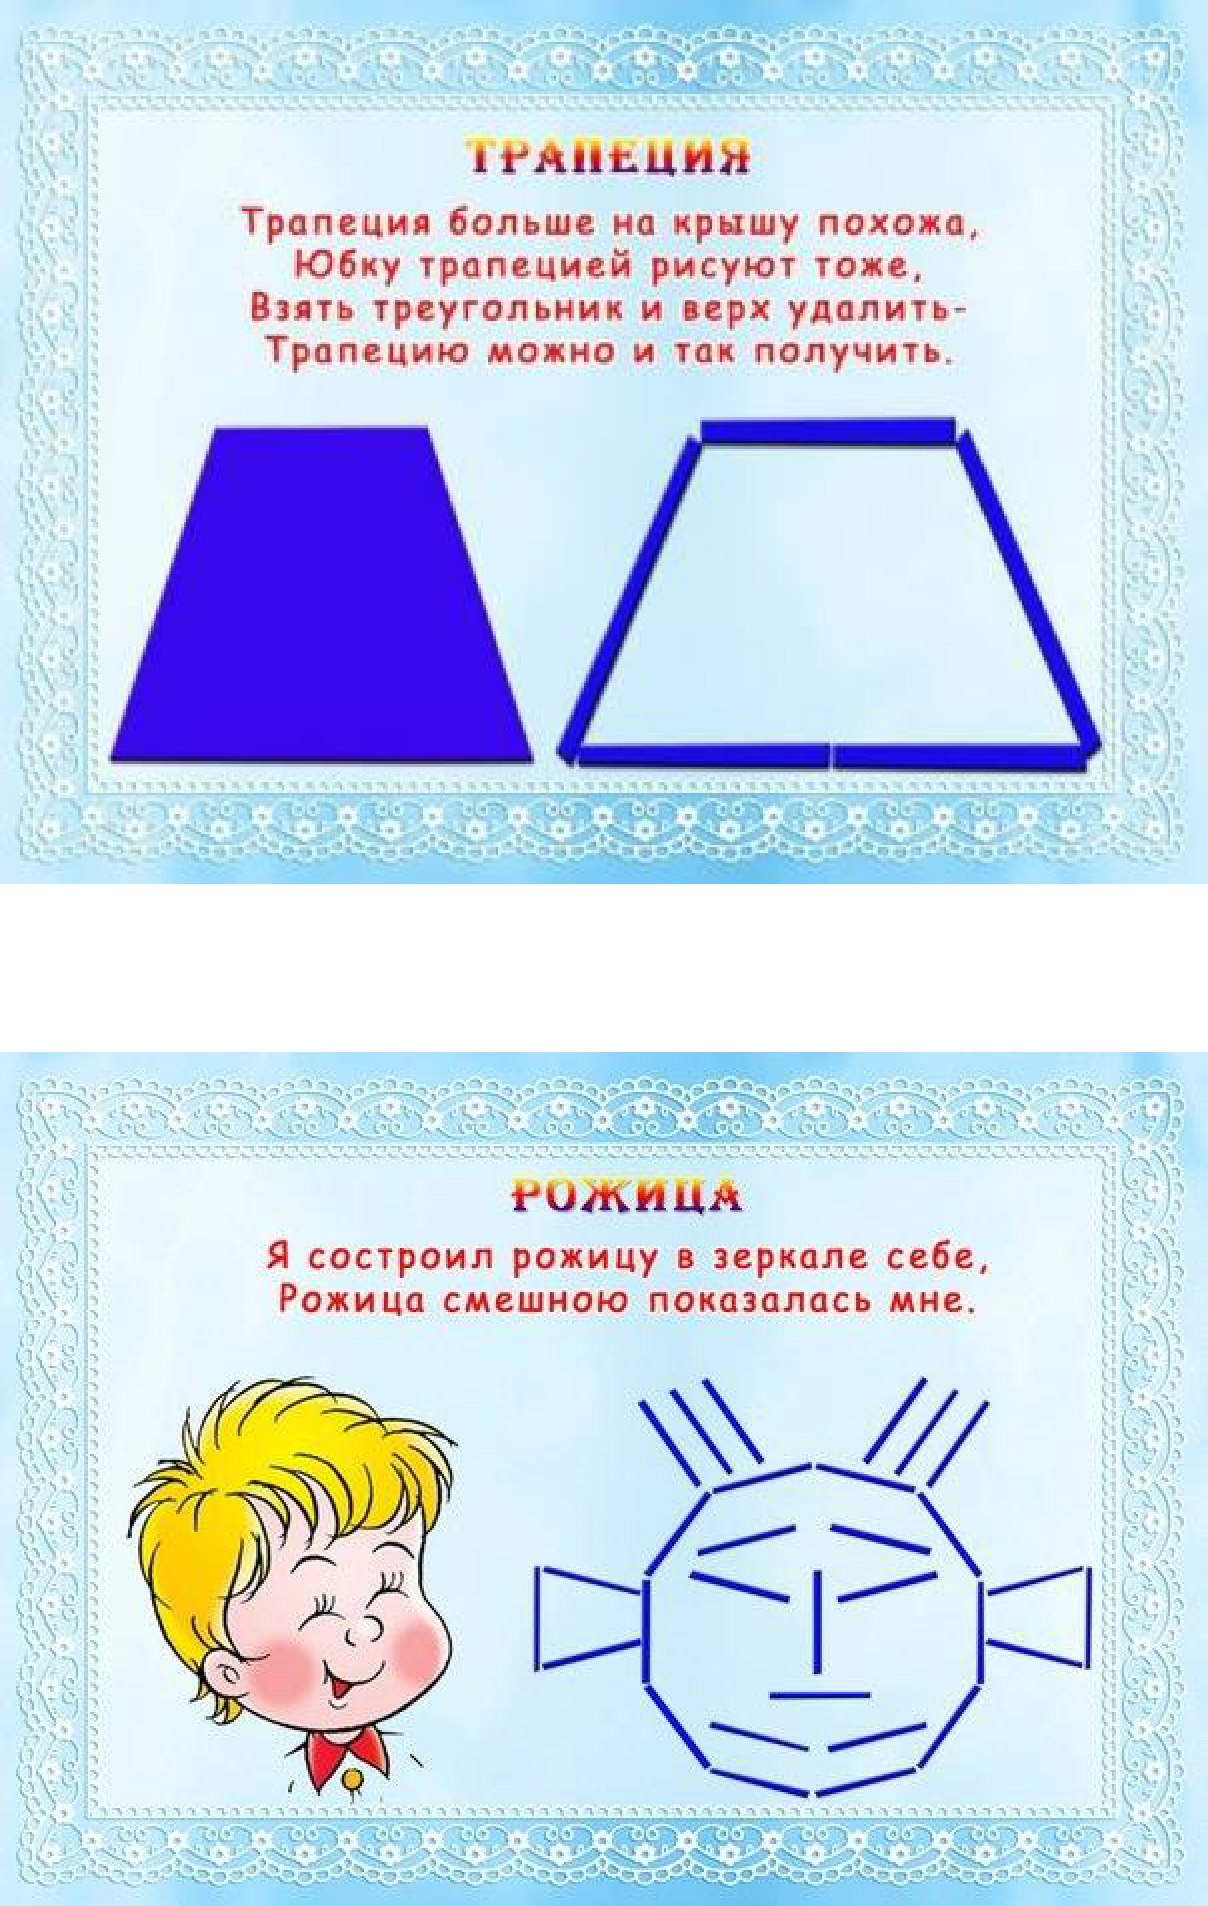 ТРАПЕЦИЯ
Трапеция больше на крышу похожа,
Юбку трапецией рисуют тоже,
Взять треугольник и верх удалить-
Трапецию можно и так получить.
РОЖИЦА
Я состроил рожицу в зеркале себе,
Рожица смешною показалась мне.